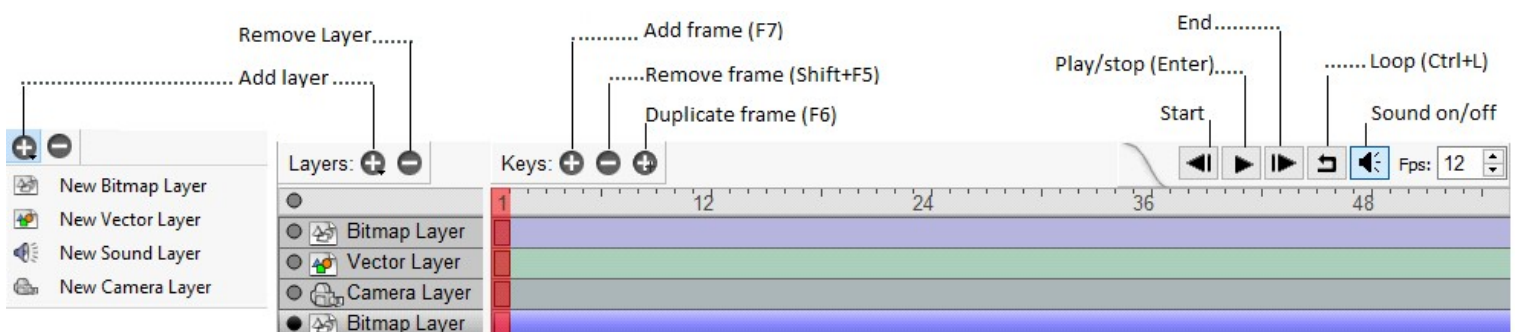 Remove Layer.......
Add layer ......
.......... Add frame (F7)
......Remove frame (Shift+F5)
Duplicate frame (F6)
End...........
Play/stop (Enter).....
....... Loop (Ctrl+L)
Start
Sound on/off
New Bitmap Layer
New Vector Layer
New Sound Layer
New Camera Layer
Layers:
Keys:
Fps: 12
1 12 24 36 48
Bitmap Layer
Vector Layer
Camera Layer
Bitmap Layer